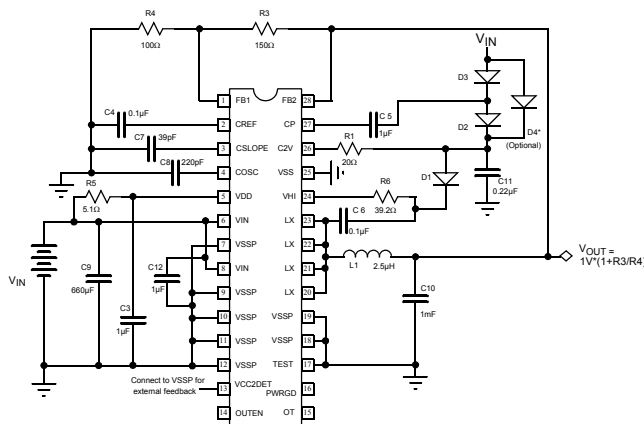 R4
100Ω
R3
150Ω
VIN
D3
D2
D4*
(Optional)
C4
0.1µF
C7
39pF
C8
220pF
1
FB1
FB2
28
2
CREF
CP
27
3
CSLOPE
C2V
26
4
COSC
VSS
25
5
VDD
VHI
24
6
VIN
LX
23
7
VSSP
LX
22
8
VIN
LX
21
9
VSSP
LX
20
10
VSSP
VSSP
19
11
VSSP
VSSP
18
12
VSSP
TEST
17
13
VCC2DET
PWRGD
16
14
OUTEN
OT
15
C 5
1µF
R1
20Ω
D1
C11
0.22µF
R6
39.2Ω
C 6
0.1µF
R5
5.1Ω
VIN
C9
660µF
C12
1µF
C3
1µF
L1
2.5µH
C10
1mF
VOUT =
1V*(1+R3/R4)
Connect to VSSP for
external feedback